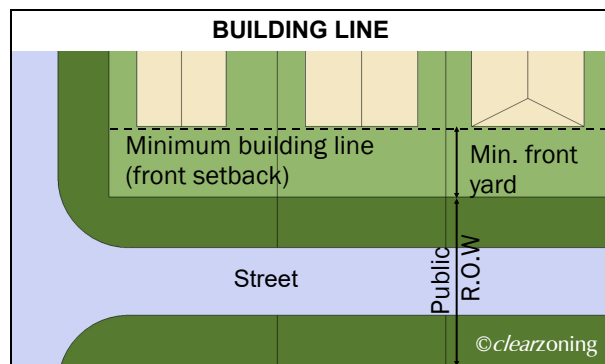 BUILDING LINE
Minimum building line
(front setback)
Min. front
yard
Street
Public
R.O.W
©clearzoning